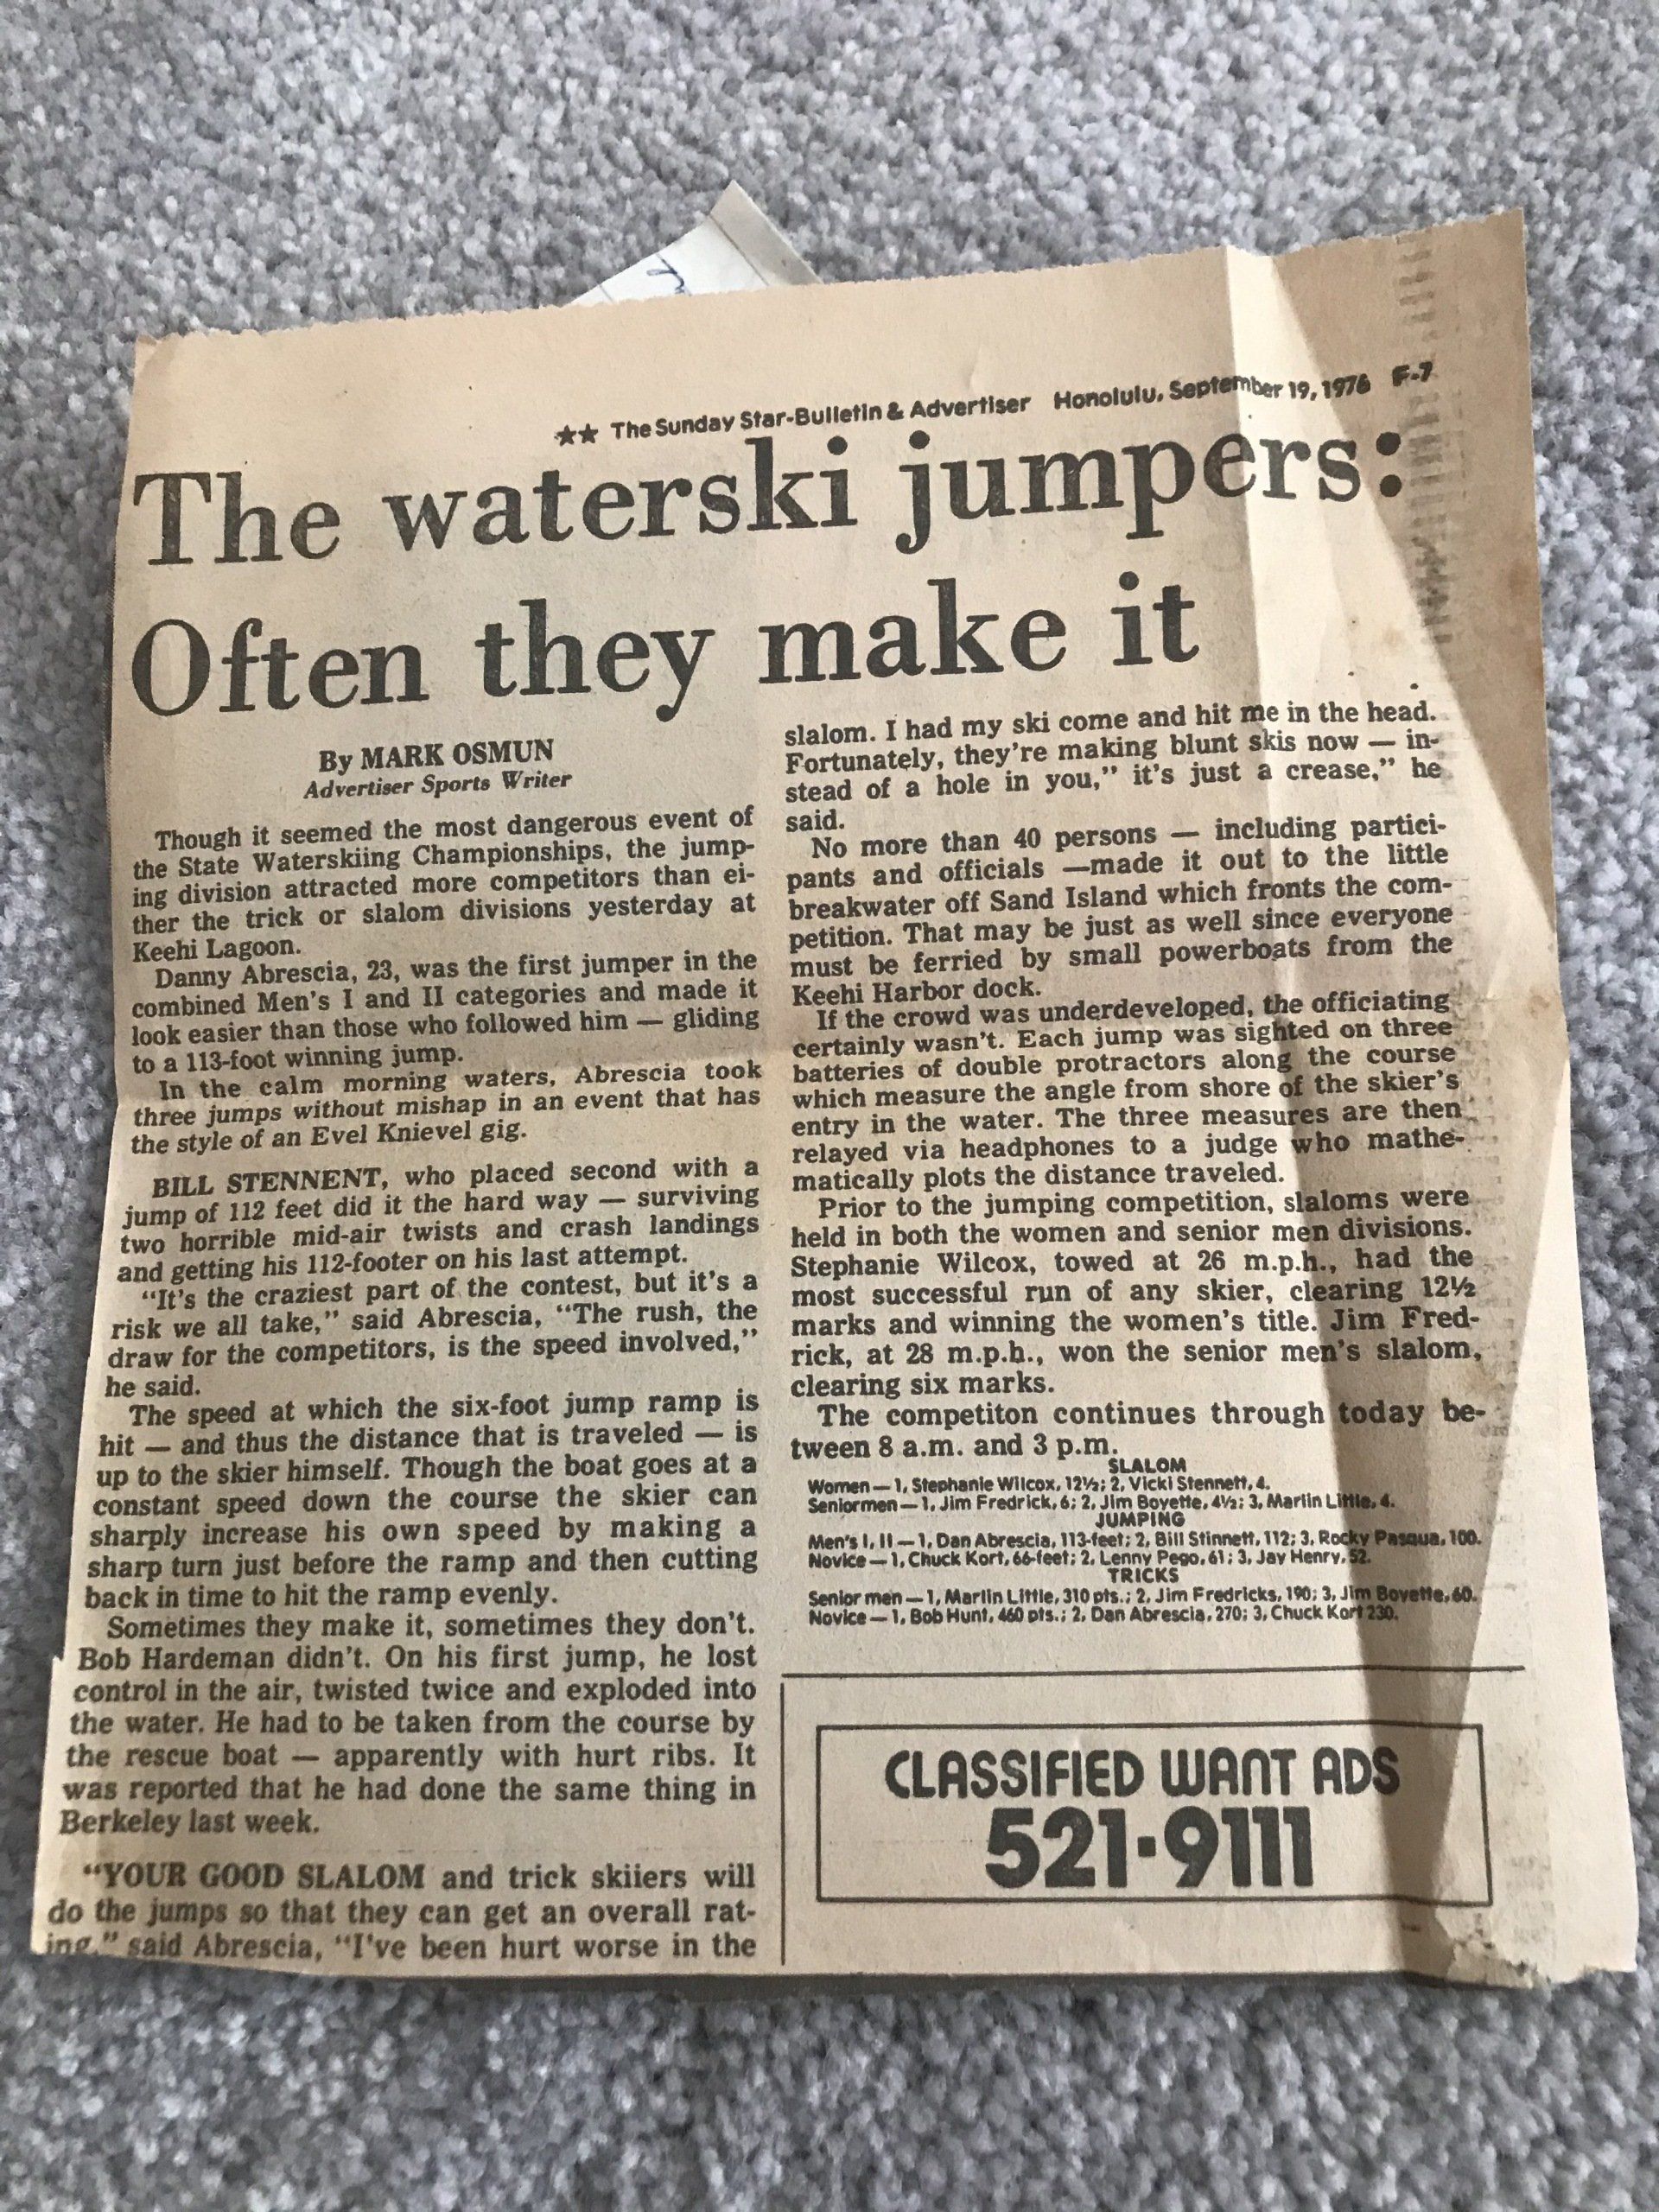 ★★ The Sunday Star-Bulletin & Advertiser Honolulu, September 19, 1976 F-7
The waterski jumpers:
Often they make it
By MARK OSMUN
Advertiser Sports Writer
Though it seemed the most dangerous event of
the State Waterskiing Championships, the jump-
ing division attracted more competitors than ei-
ther the trick or slalom divisions yesterday at
Keehi Lagoon.
Danny Abrescia, 23, was the first jumper in the
combined Men's I and II categories and made it
look easier than those who followed him — gliding
to a 113-foot winning jump.
In the calm morning waters, Abrescia took
three jumps without mishap in an event that has
the style of an Evel Knievel gig.
BILL STENNENT, who placed second with a
jump of 112 feet did it the hard way — surviving
two horrible mid-air twists and crash landings
and getting his 112-footer on his last attempt.
"It's the craziest part of the contest, but it's a
risk we all take," said Abrescia, "The rush, the
draw for the competitors, is the speed involved,"
he said.
The speed at which the six-foot jump ramp is
hit — and thus the distance that is traveled — is
up to the skier himself. Though the boat goes at a
constant speed down the course the skier can
sharply increase his own speed by making a
sharp turn just before the ramp and then cutting
back in time to hit the ramp evenly.
Sometimes they make it, sometimes they don't.
Bob Hardeman didn't. On his first jump, he lost
control in the air, twisted twice and exploded into
the water. He had to be taken from the course by
the rescue boat — apparently with hurt ribs. It
was reported that he had done the same thing in
Berkeley last week.
"YOUR GOOD SLALOM and trick skiiers will
do the jumps so that they can get an overall rat-
ing," said Abrescia, "I've been hurt worse in the
slalom. I had my ski come and hit me in the head.
Fortunately, they're making blunt skis now — in-
stead of a hole in you," it's just a crease," he
said.
No more than 40 persons — including partici-
pants and officials —made it out to the little
breakwater off Sand Island which fronts the com-
petition. That may be just as well since everyone
must be ferried by small powerboats from the
Keehi Harbor dock.
If the crowd was underdeveloped, the officiating
certainly wasn't. Each jump was sighted on three
batteries of double protractors along the course
which measure the angle from shore of the skier's
entry in the water. The three measures are then
relayed via headphones to a judge who mathe-
matically plots the distance traveled.
Prior to the jumping competition, slaloms were
held in both the women and senior men divisions.
Stephanie Wilcox, towed at 26 m.p.h., had the
most successful run of any skier, clearing 12½
marks and winning the women's title. Jim Fred-
rick, at 28 m.p.h., won the senior men's slalom,
clearing six marks.
The competiton continues through today be-
tween 8 a.m. and 3 p.m.
SLALOM
Women — 1, Stephanie Wilcox, 12½; 2, Vicki Stennett, 4.
Seniormen — 1, Jim Fredrick, 6; 2, Jim Boyette, 4½; 3, Marlin Little, 4.
JUMPING
Men's I, II — 1, Dan Abrescia, 113-feet; 2, Bill Stinnett, 112; 3, Rocky Pasqua, 100.
Novice — 1, Chuck Kort, 66-feet; 2, Lenny Pego, 61; 3, Jay Henry, 52.
TRICKS
Senior men — 1, Marlin Little, 310 pts.; 2, Jim Fredricks, 190; 3, Jim Boyette, 60.
Novice — 1, Bob Hunt, 460 pts.; 2, Dan Abrescia, 270; 3, Chuck Kort 230.
CLASSIFIED WANT ADS
521-9111